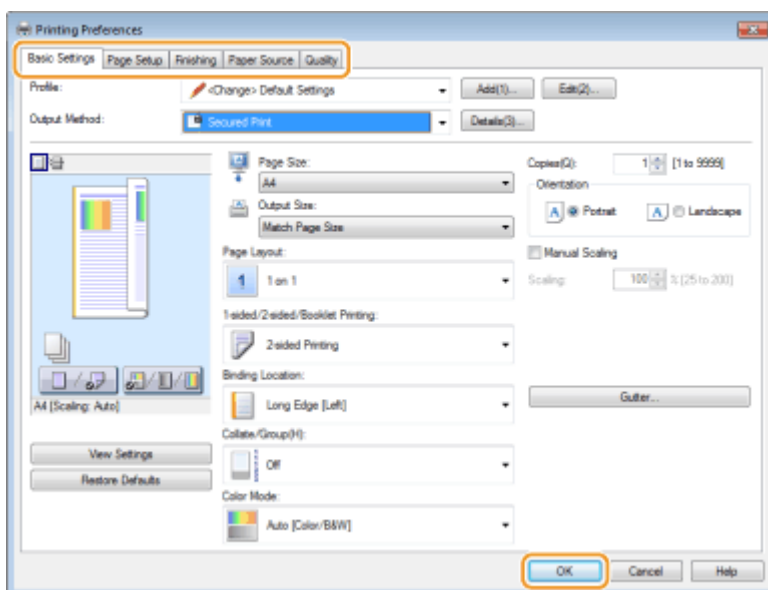 Printing Preferences
Basic Settings Page Setup Finishing Paper Source Quality
Profile: <Change> Default Settings Add(1)... Edit(2)...
Output Method: Secured Print Details(3)...
Page Size: Copies(Q): 1 [1 to 9999]
A4 Orientation
Output Size: A Portrait A Landscape
Match Page Size
Page Layout: Manual Scaling
1 1 on 1 Scaling: 100 % [25 to 200]
1-sided/2-sided/Booklet Printing:
2-sided Printing
Binding Location:
A4 [Scaling: Auto] Long Edge [Left] Gutter...
Collate/Group(H):
View Settings Off
Restore Defaults
Color Mode:
Auto [Color/B&W]
OK Cancel Help